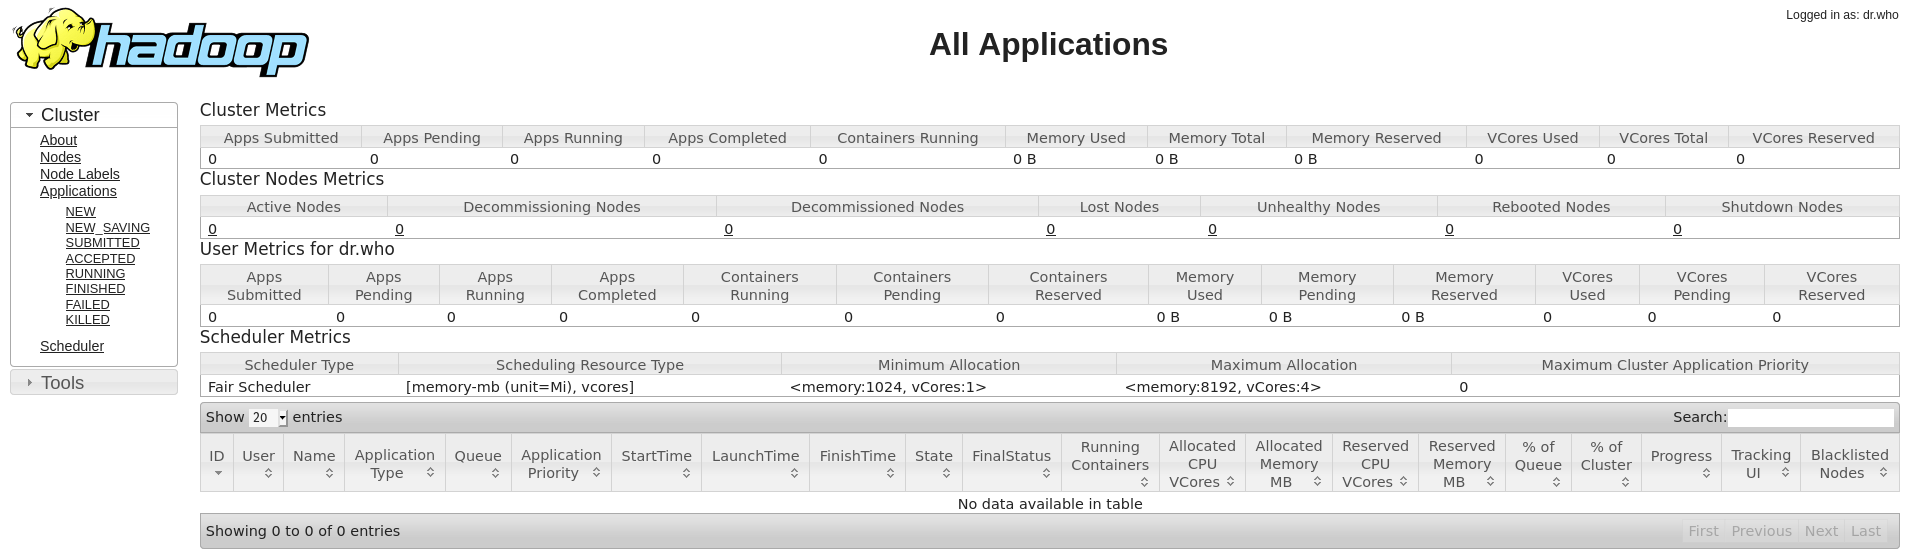 hadoop
All Applications
Logged in as: dr.who
Cluster
About
Nodes
Node Labels
Applications
NEW
NEW_SAVING
SUBMITTED
ACCEPTED
RUNNING
FINISHED
FAILED
KILLED
Scheduler
Tools
Cluster Metrics
Apps Submitted Apps Pending Apps Running Apps Completed Containers Running Memory Used Memory Total Memory Reserved VCores Used VCores Total VCores Reserved
0 0 0 0 0 0 B 0 B 0 B 0 0 0
Cluster Nodes Metrics
Active Nodes Decommissioning Nodes Decommissioned Nodes Lost Nodes Unhealthy Nodes Rebooted Nodes Shutdown Nodes
0 0 0 0 0 0 0
User Metrics for dr.who
Apps Submitted Apps Pending Apps Running Apps Completed Containers Running Containers Pending Containers Reserved Memory Used Memory Pending Memory Reserved VCores Used VCores Pending VCores Reserved
0 0 0 0 0 0 0 0 B 0 B 0 B 0 0 0
Scheduler Metrics
Scheduler Type Scheduling Resource Type Minimum Allocation Maximum Allocation Maximum Cluster Application Priority
Fair Scheduler [memory-mb (unit=Mi), vcores] <memory:1024, vCores:1> <memory:8192, vCores:4> 0
Show 20 entries Search:
ID User Name Application Type Queue Application Priority StartTime LaunchTime FinishTime State FinalStatus Running Containers Allocated CPU VCores Allocated Memory MB Reserved CPU VCores Reserved Memory MB % of Queue % of Cluster Progress Tracking UI Blacklisted Nodes
No data available in table
Showing 0 to 0 of 0 entries First Previous Next Last